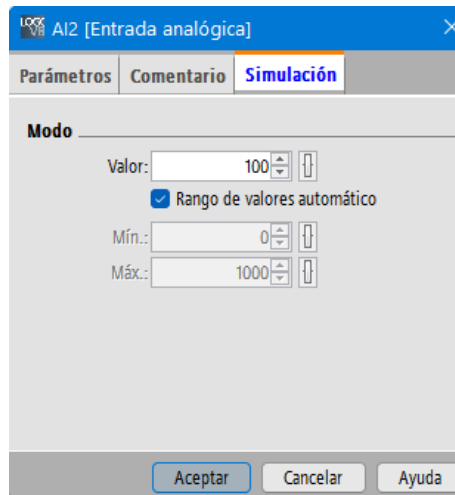 LOGO V8 AI2 [Entrada analógica]
Parámetros Comentario Simulación
Modo
Valor: 100
Rango de valores automático
Mín.: 0
Máx.: 1000
Aceptar Cancelar Ayuda